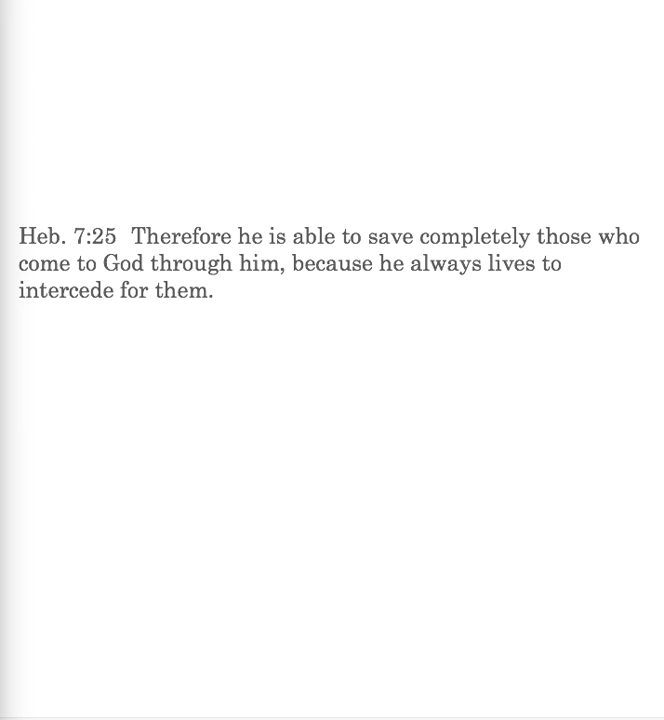 Heb. 7:25 Therefore he is able to save completely those who
come to God through him, because he always lives to
intercede for them.